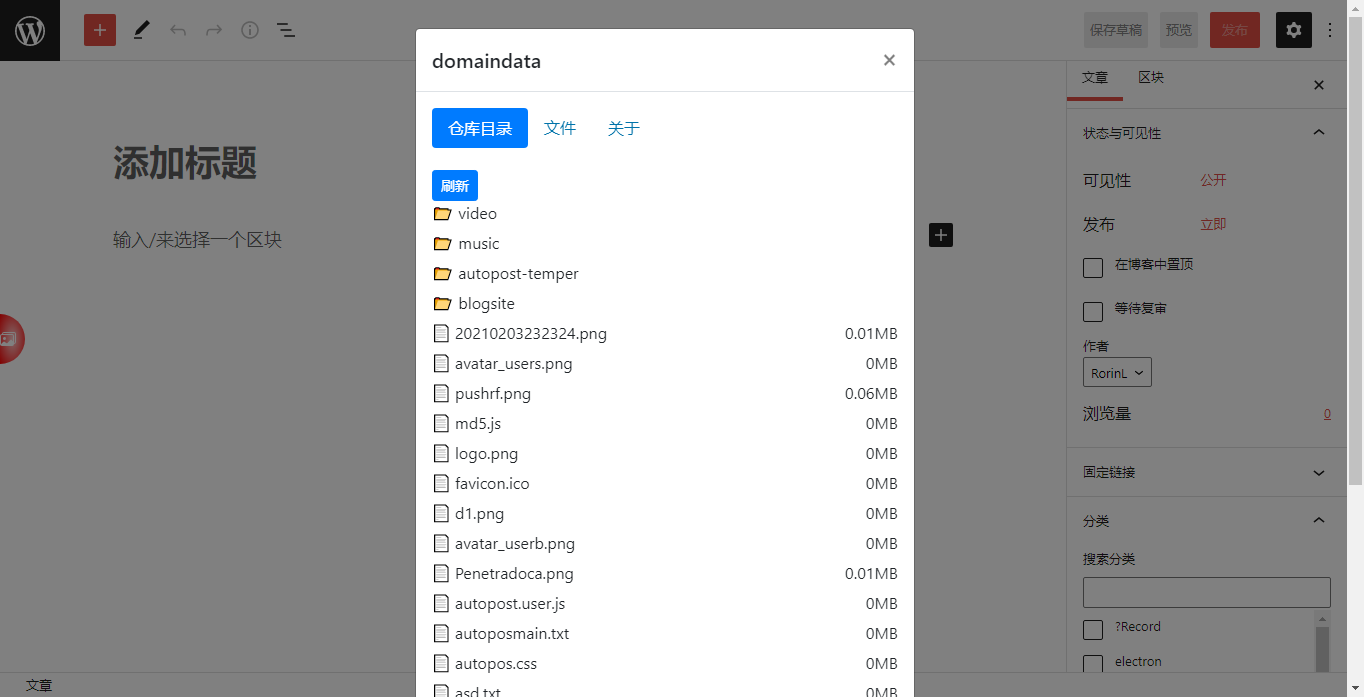 保存草稿 预览 发布
domaindata ×
仓库目录 文件 关于
刷新
video
music
autopost-temper
blogsite
20210203232324.png 0.01MB
avatar_users.png 0MB
pushrf.png 0.06MB
md5.js 0MB
logo.png 0MB
favicon.ico 0MB
d1.png 0MB
avatar_userb.png 0MB
Penetradoca.png 0.01MB
autopost.user.js 0MB
autoposmain.txt 0MB
autopos.css 0MB
asd.txt 0MB
添加标题
输入/来选择一个区块
文章 区块
状态与可见性
可见性 公开
发布 立即
在博客中置顶
等待复审
作者
RorinL
浏览量 0
固定链接
分类
搜索分类
?Record
electron
文章